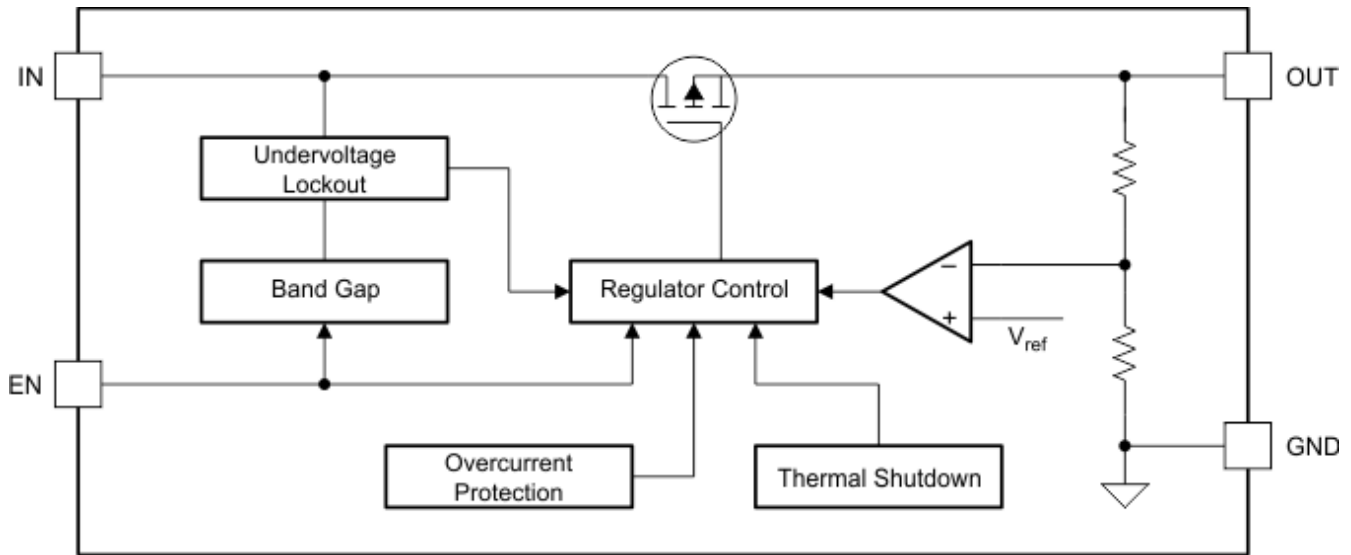 IN
OUT
Undervoltage
Lockout
Band Gap
Regulator Control
−
+
Vref
EN
GND
Overcurrent
Protection
Thermal Shutdown